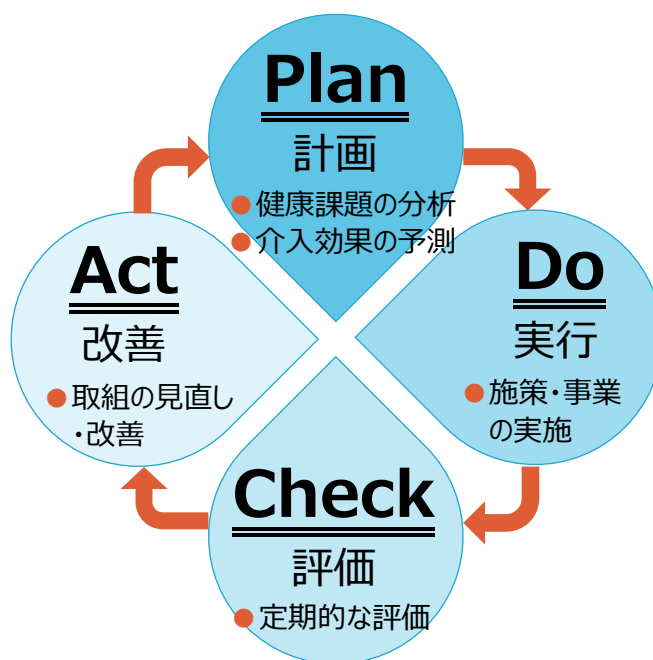 Plan
計画
● 健康課題の分析
● 介入効果の予測
Do
実行
● 施策・事業
の実施
Check
評価
● 定期的な評価
Act
改善
● 取組の見直し
・改善